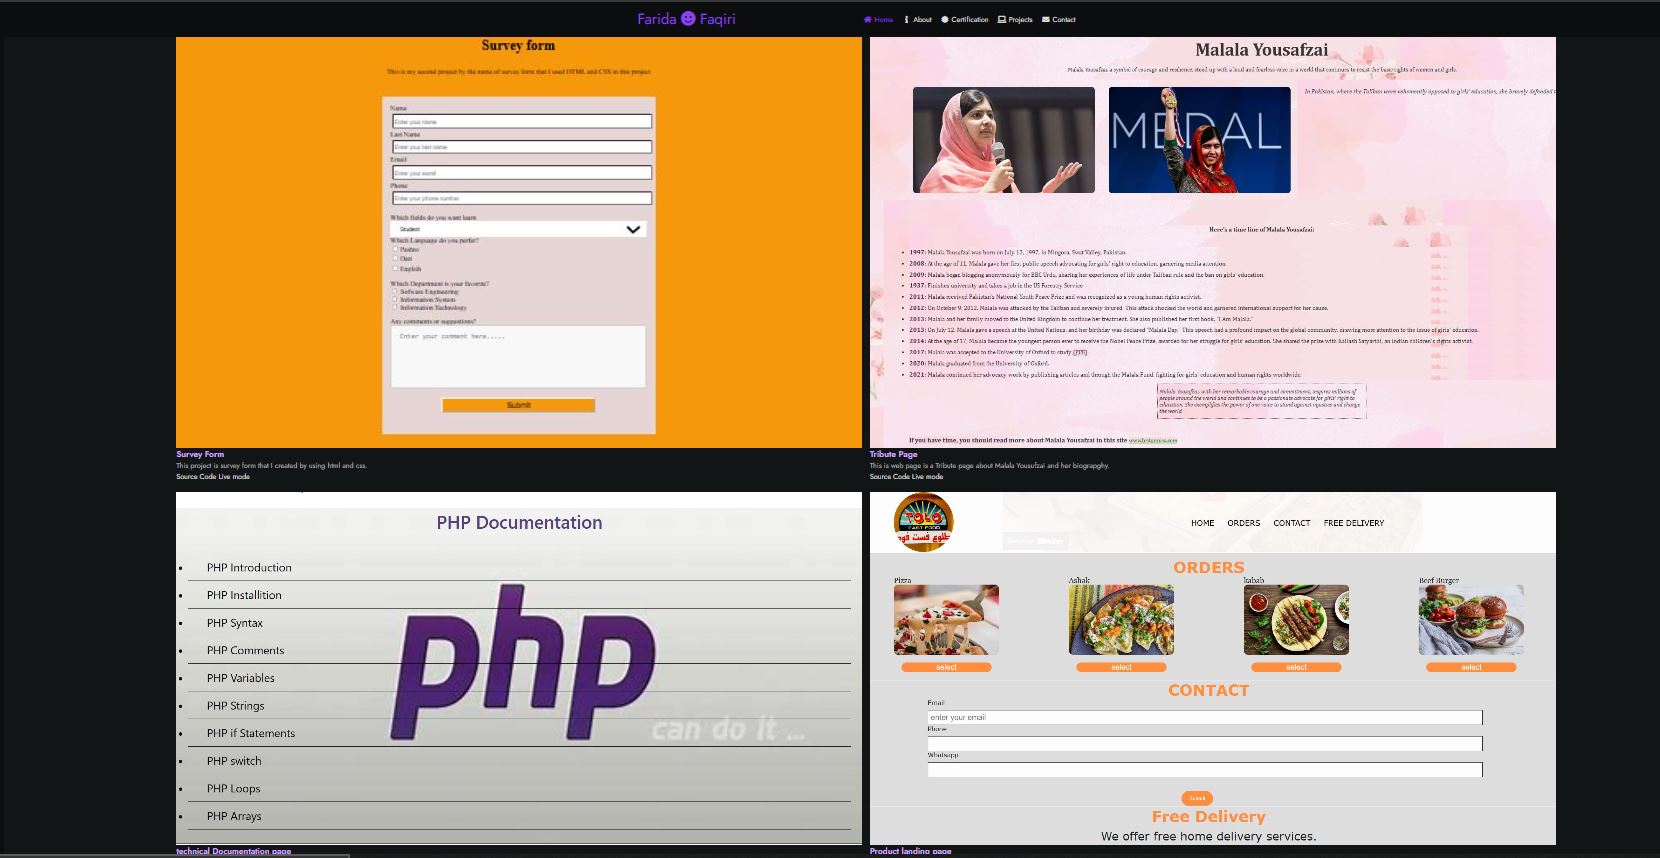 Farida Faqiri
Home About Certification Projects Contact
Survey form
This is my second project by the name of survey form that I used HTML and CSS in this project
Name
Enter your name
Last Name
Enter your last name
Email
Enter your email
Phone
Enter your phone number
Which fields do you want learn
Student
Which Language do you perfer?
Pashto
Dari
English
Which Department is your favorite?
Sofware Engineering
Information System
Information Technology
Any comments or suggestions?
Enter your comment here.....
Submit
Survey Form
This project is survey form that I created by using html and css.
Source Code Live mode
Malala Yousafzai
Malala Yousafzai a symbol of courage and resilience, stood up with a loud and fearless voice in a world that continues to resist the basic rights of women and girls.
In Pakistan, where the Taliban were vehemently opposed to girls' education, she bravely defended
MEDAL
Here's a time line of Malala Yousafzai:
1997: Malala Yousafzai was born on July 12, 1997, in Mingora, Swat Valley, Pakistan.
2008: At the age of 11, Malala gave her first public speech advocating for girls' right to education, garnering media attention.
2009: Malala began blogging anonymously for BBC Urdu, sharing her experiences of life under Taliban rule and the ban on girls' education.
1937: Finishes university and takes a job in the US Forestry Service
2011: Malala received Pakistan's National Youth Peace Prize and was recognized as a young human rights activist.
2012: On October 9, 2012, Malala was attacked by the Taliban and severely injured. This attack shocked the world and garnered international support for her cause.
2013: Malala and her family moved to the United Kingdom to continue her treatment. She also published her first book, "I Am Malala."
2013: On July 12, Malala gave a speech at the United Nations, and her birthday was declared "Malala Day." This speech had a profound impact on the global community, drawing more attention to the issue of girls' education.
2014: At the age of 17, Malala became the youngest person ever to receive the Nobel Peace Prize, awarded for her struggle for girls' education. She shared the prize with Kailash Satyarthi, an Indian children's rights activist.
2017: Malala was accepted to the University of Oxford to study (PPE)
2020: Malala graduated from the University of Oxford.
2021: Malala continued her advocacy work by publishing articles and through the Malala Fund, fighting for girls' education and human rights worldwide.
Malala Yousafzai, with her remarkable courage and commitment, inspires millions of
people around the world and continues to be a passionate advocate for girls' right to
education. She exemplifies the power of one voice to stand against injustice and change
the world
If you have time, you should read more about Malala Yousafzai in this site www.britannica.com
Tribute Page
This is web page is a Tribute page about Malala Yousufzai and her biograpghy.
Source Code Live mode
PHP Documentation
PHP Introduction
PHP Installition
PHP Syntax
PHP Comments
PHP Variables
PHP Strings
PHP if Statements
PHP switch
PHP Loops
PHP Arrays
php
can do it ...
technical Documentation page
TOLO
FAST FOOD
طلوع فست فود
HOME ORDERS CONTACT FREE DELIVERY
ORDERS
Pizza Ashak kabab Beef Burger
select select select select
CONTACT
Email
enter your email
Phone
Whatsapp
Submit
Free Delivery
We offer free home delivery services.
Product landing page